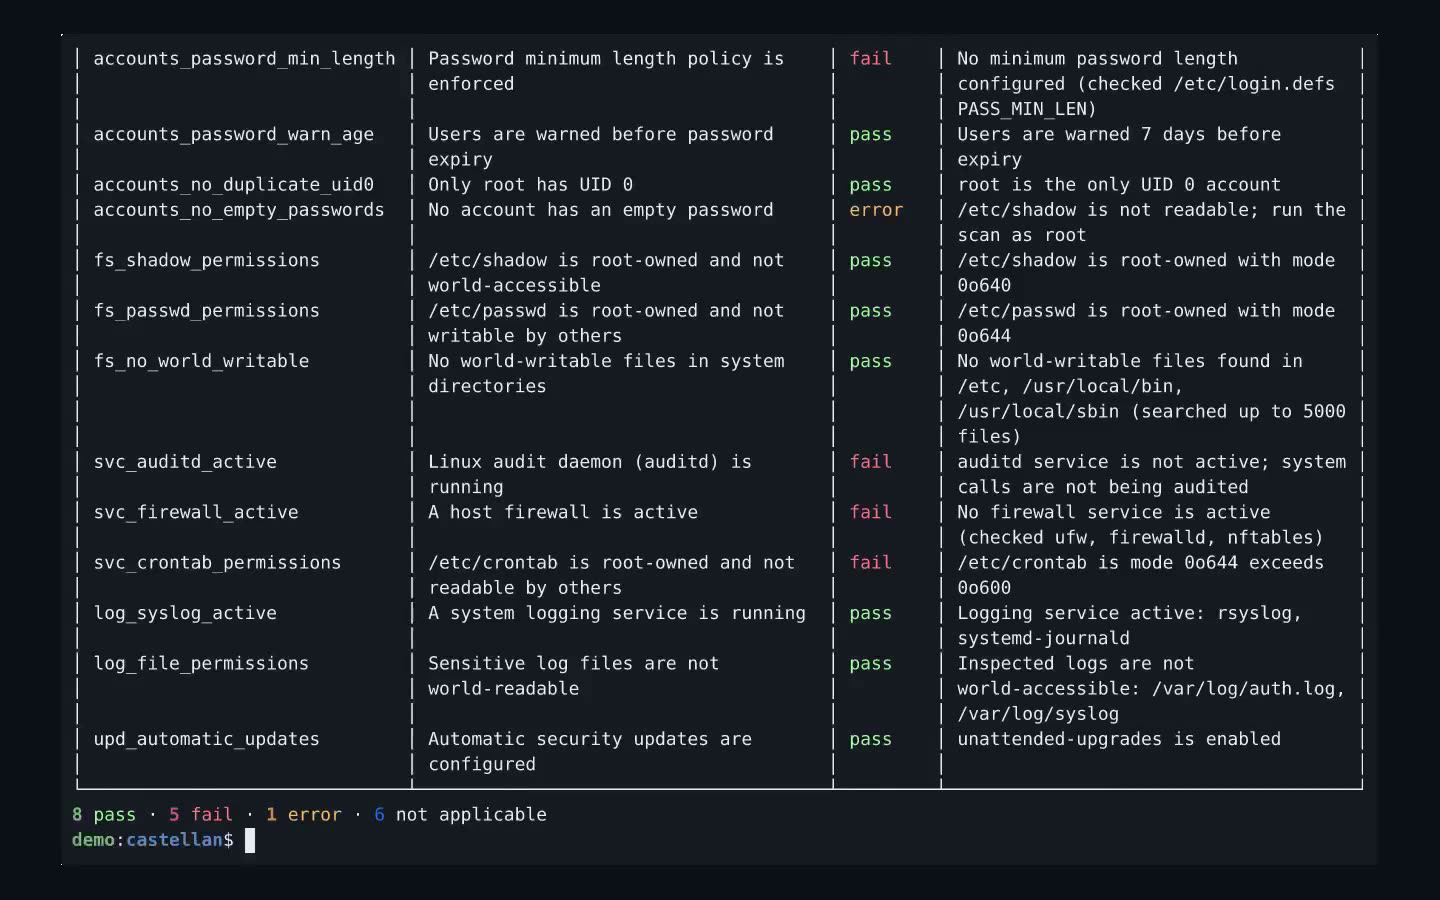 accounts_password_min_length | Password minimum length policy is | fail | No minimum password length
enforced | configured (checked /etc/login.defs
PASS_MIN_LEN)
accounts_password_warn_age | Users are warned before password | pass | Users are warned 7 days before
expiry | expiry
accounts_no_duplicate_uid0 | Only root has UID 0 | pass | root is the only UID 0 account
accounts_no_empty_passwords | No account has an empty password | error | /etc/shadow is not readable; run the
scan as root
fs_shadow_permissions | /etc/shadow is root-owned and not | pass | /etc/shadow is root-owned with mode
world-accessible | 0o640
fs_passwd_permissions | /etc/passwd is root-owned and not | pass | /etc/passwd is root-owned with mode
writable by others | 0o644
fs_no_world_writable | No world-writable files in system | pass | No world-writable files found in
directories | /etc, /usr/local/bin,
/usr/local/sbin (searched up to 5000
files)
svc_auditd_active | Linux audit daemon (auditd) is | fail | auditd service is not active; system
running | calls are not being audited
svc_firewall_active | A host firewall is active | fail | No firewall service is active
(checked ufw, firewalld, nftables)
svc_crontab_permissions | /etc/crontab is root-owned and not | fail | /etc/crontab is mode 0o644 exceeds
readable by others | 0o600
log_syslog_active | A system logging service is running | pass | Logging service active: rsyslog,
systemd-journald
log_file_permissions | Sensitive log files are not | pass | Inspected logs are not
world-readable | world-accessible: /var/log/auth.log,
/var/log/syslog
upd_automatic_updates | Automatic security updates are | pass | unattended-upgrades is enabled
configured
8 pass · 5 fail · 1 error · 6 not applicable
demo:castellan$